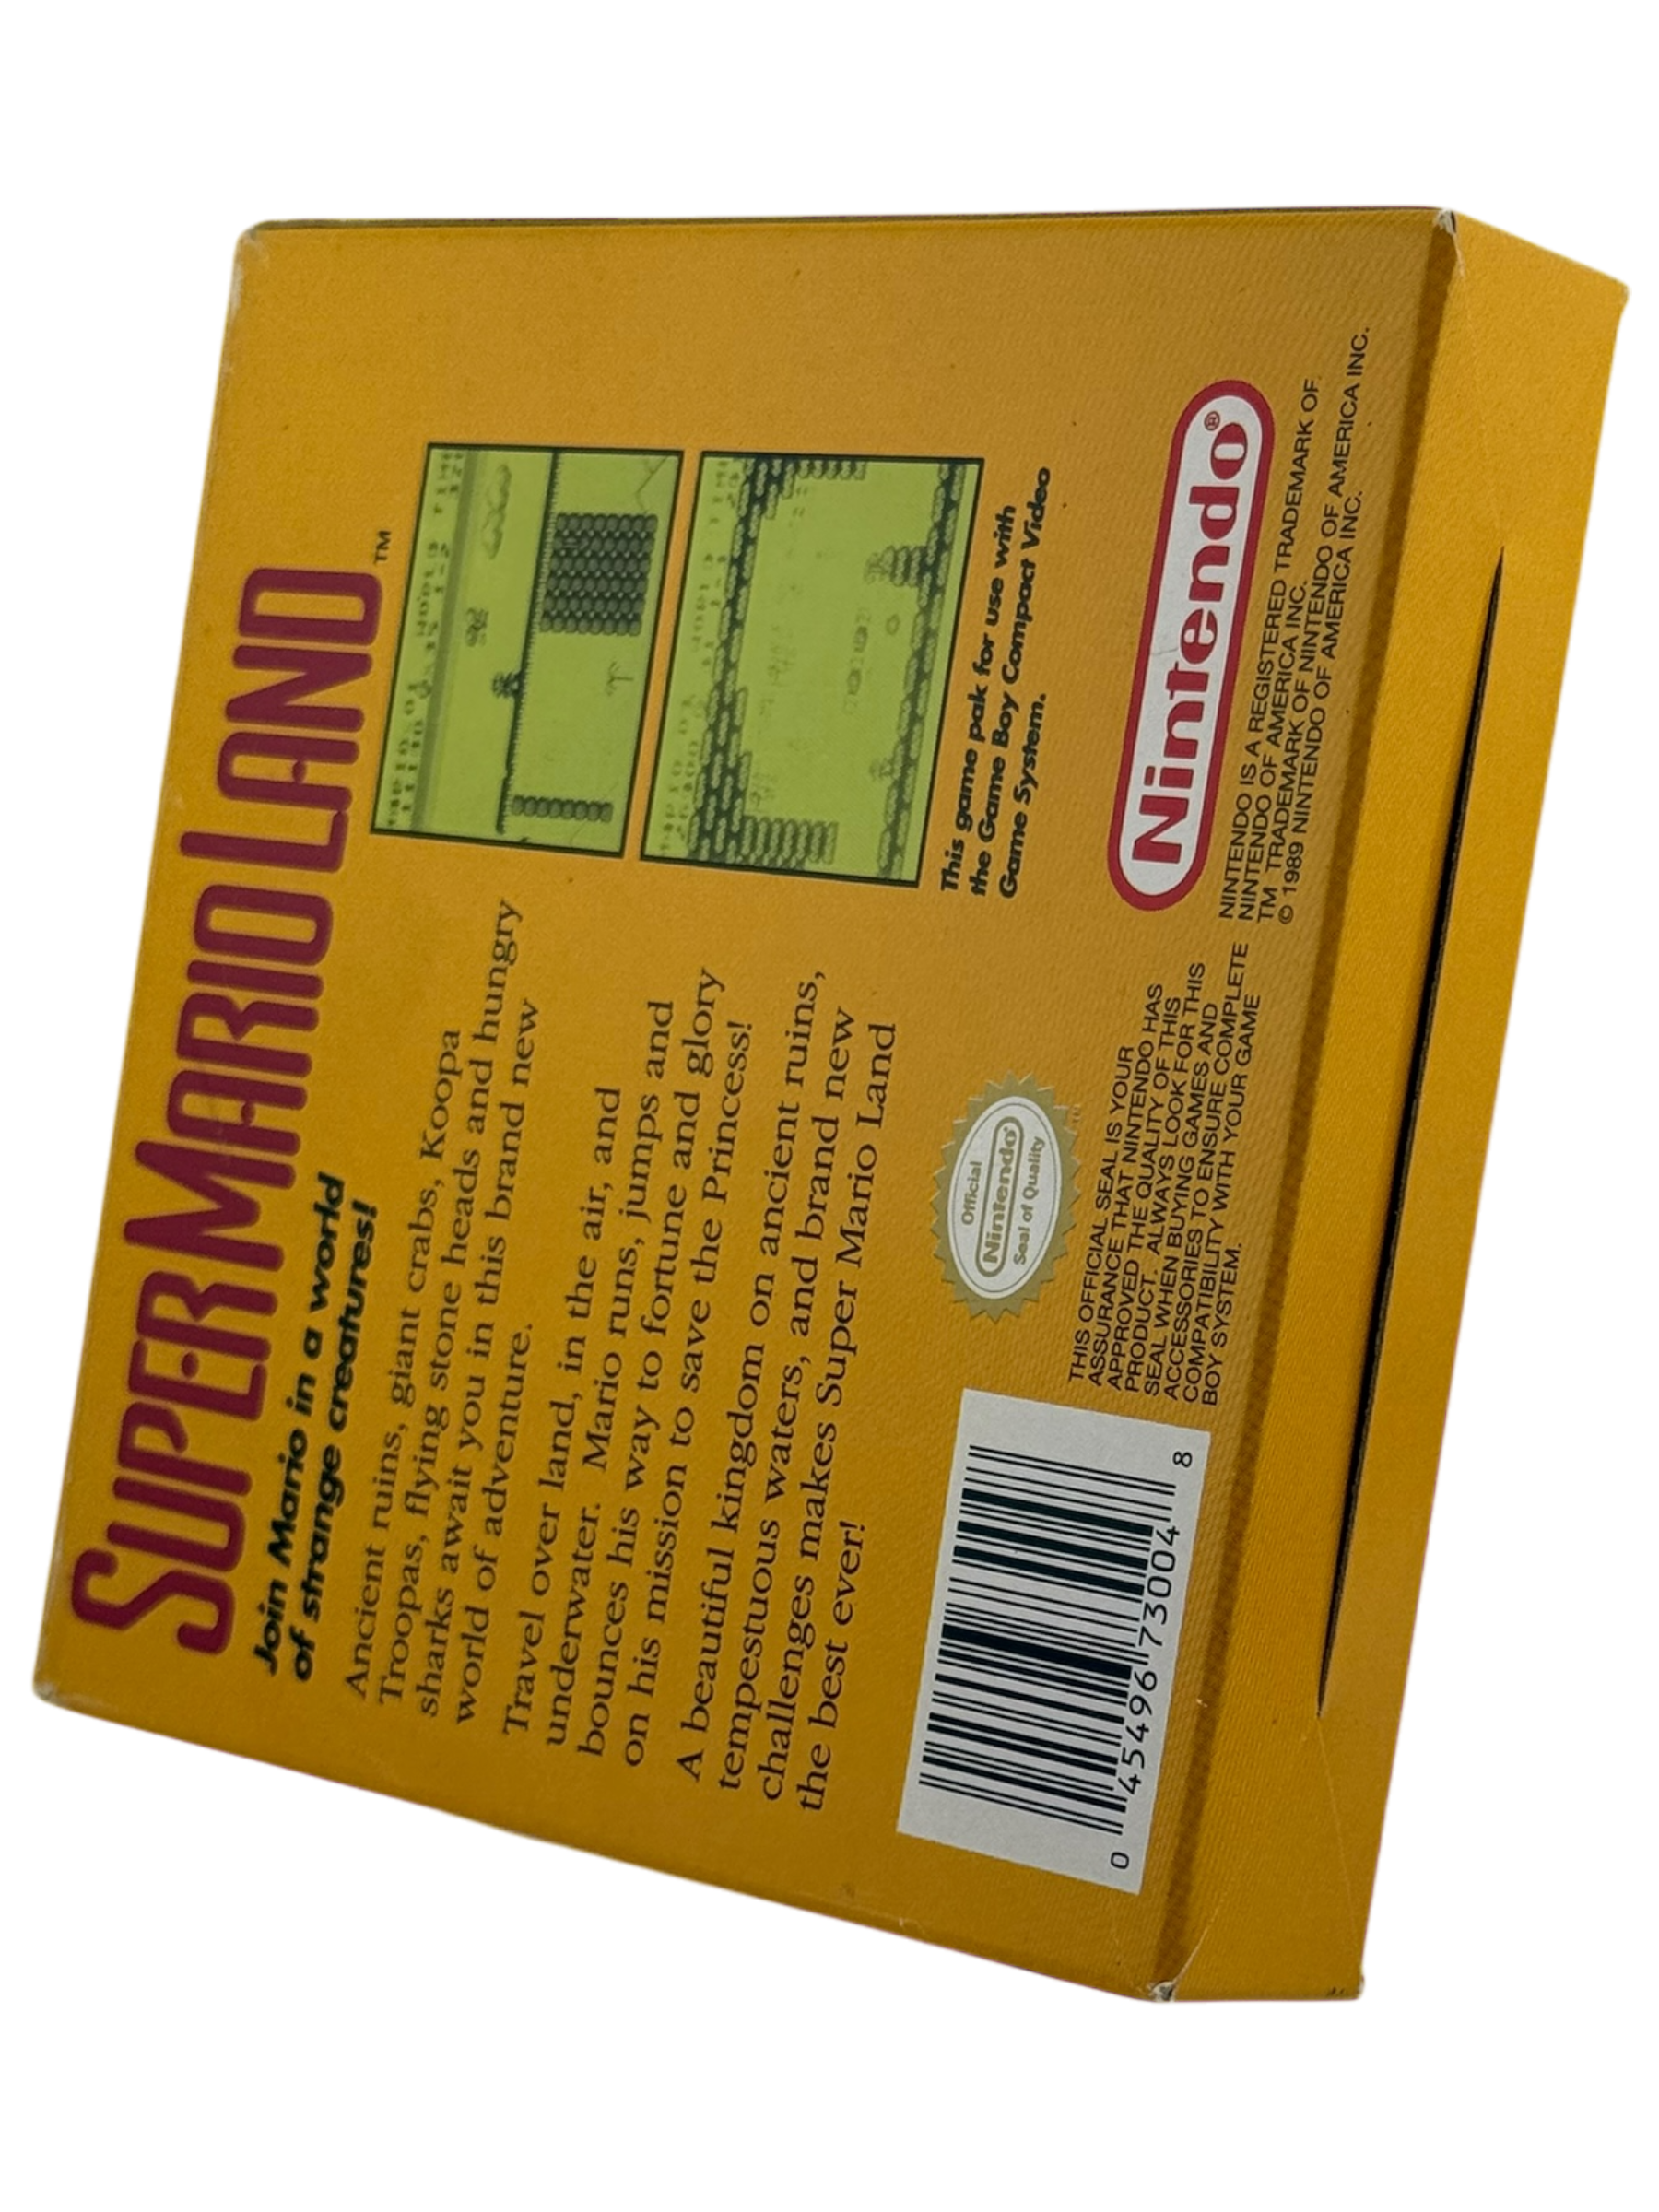 SUPER MARIO LAND™
Join Mario in a world
of strange creatures!
Ancient ruins, giant crabs, Koopa
Troopas, flying stone heads and hungry
sharks await you in this brand new
world of adventure.
Travel over land, in the air, and
underwater. Mario runs, jumps and
bounces his way to fortune and glory
on his mission to save the Princess!
A beautiful kingdom on ancient ruins,
tempestuous waters, and brand new
challenges makes Super Mario Land
the best ever!
This game pak for use with
the Game Boy Compact Video
Game System.
0 45496 73004 8
Official
Nintendo
Seal of Quality
THIS OFFICIAL SEAL IS YOUR
ASSURANCE THAT NINTENDO HAS
APPROVED THE QUALITY OF THIS
PRODUCT. ALWAYS LOOK FOR THIS
SEAL WHEN BUYING GAMES AND
ACCESSORIES TO ENSURE COMPLETE
COMPATIBILITY WITH YOUR GAME
BOY SYSTEM.
Nintendo®
NINTENDO IS A REGISTERED TRADEMARK OF
NINTENDO OF AMERICA INC.
TM TRADEMARK OF NINTENDO OF AMERICA INC.
© 1989 NINTENDO OF AMERICA INC.